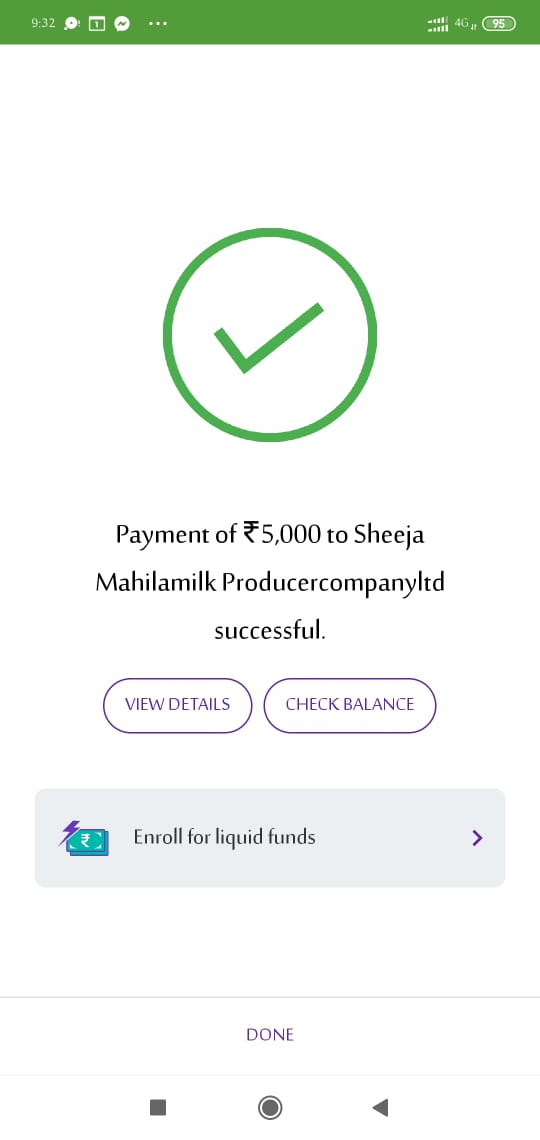 9:32 1 4G 95
Payment of ₹5,000 to Sheeja
Mahilamilk Producercompanyltd
successful.
VIEW DETAILS CHECK BALANCE
₹ Enroll for liquid funds
DONE